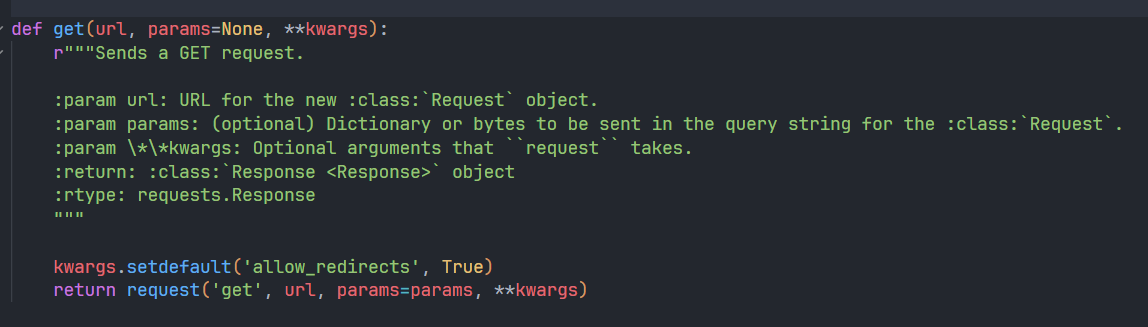 def get(url, params=None, **kwargs):
r"""Sends a GET request.
:param url: URL for the new :class:`Request` object.
:param params: (optional) Dictionary or bytes to be sent in the query string for the :class:`Request`.
:param \*\*kwargs: Optional arguments that ``request`` takes.
:return: :class:`Response <Response>` object
:rtype: requests.Response
"""
kwargs.setdefault('allow_redirects', True)
return request('get', url, params=params, **kwargs)